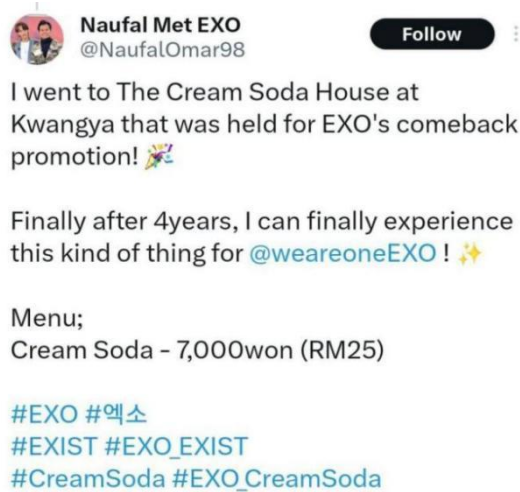 Naufal Met EXO
@NaufalOmar98
Follow
I went to The Cream Soda House at
Kwangya that was held for EXO's comeback
promotion! 🎉
Finally after 4years, I can finally experience
this kind of thing for @weareoneEXO ! ✨
Menu;
Cream Soda - 7,000won (RM25)
#EXO #엑소
#EXIST #EXO_EXIST
#CreamSoda #EXO_CreamSoda